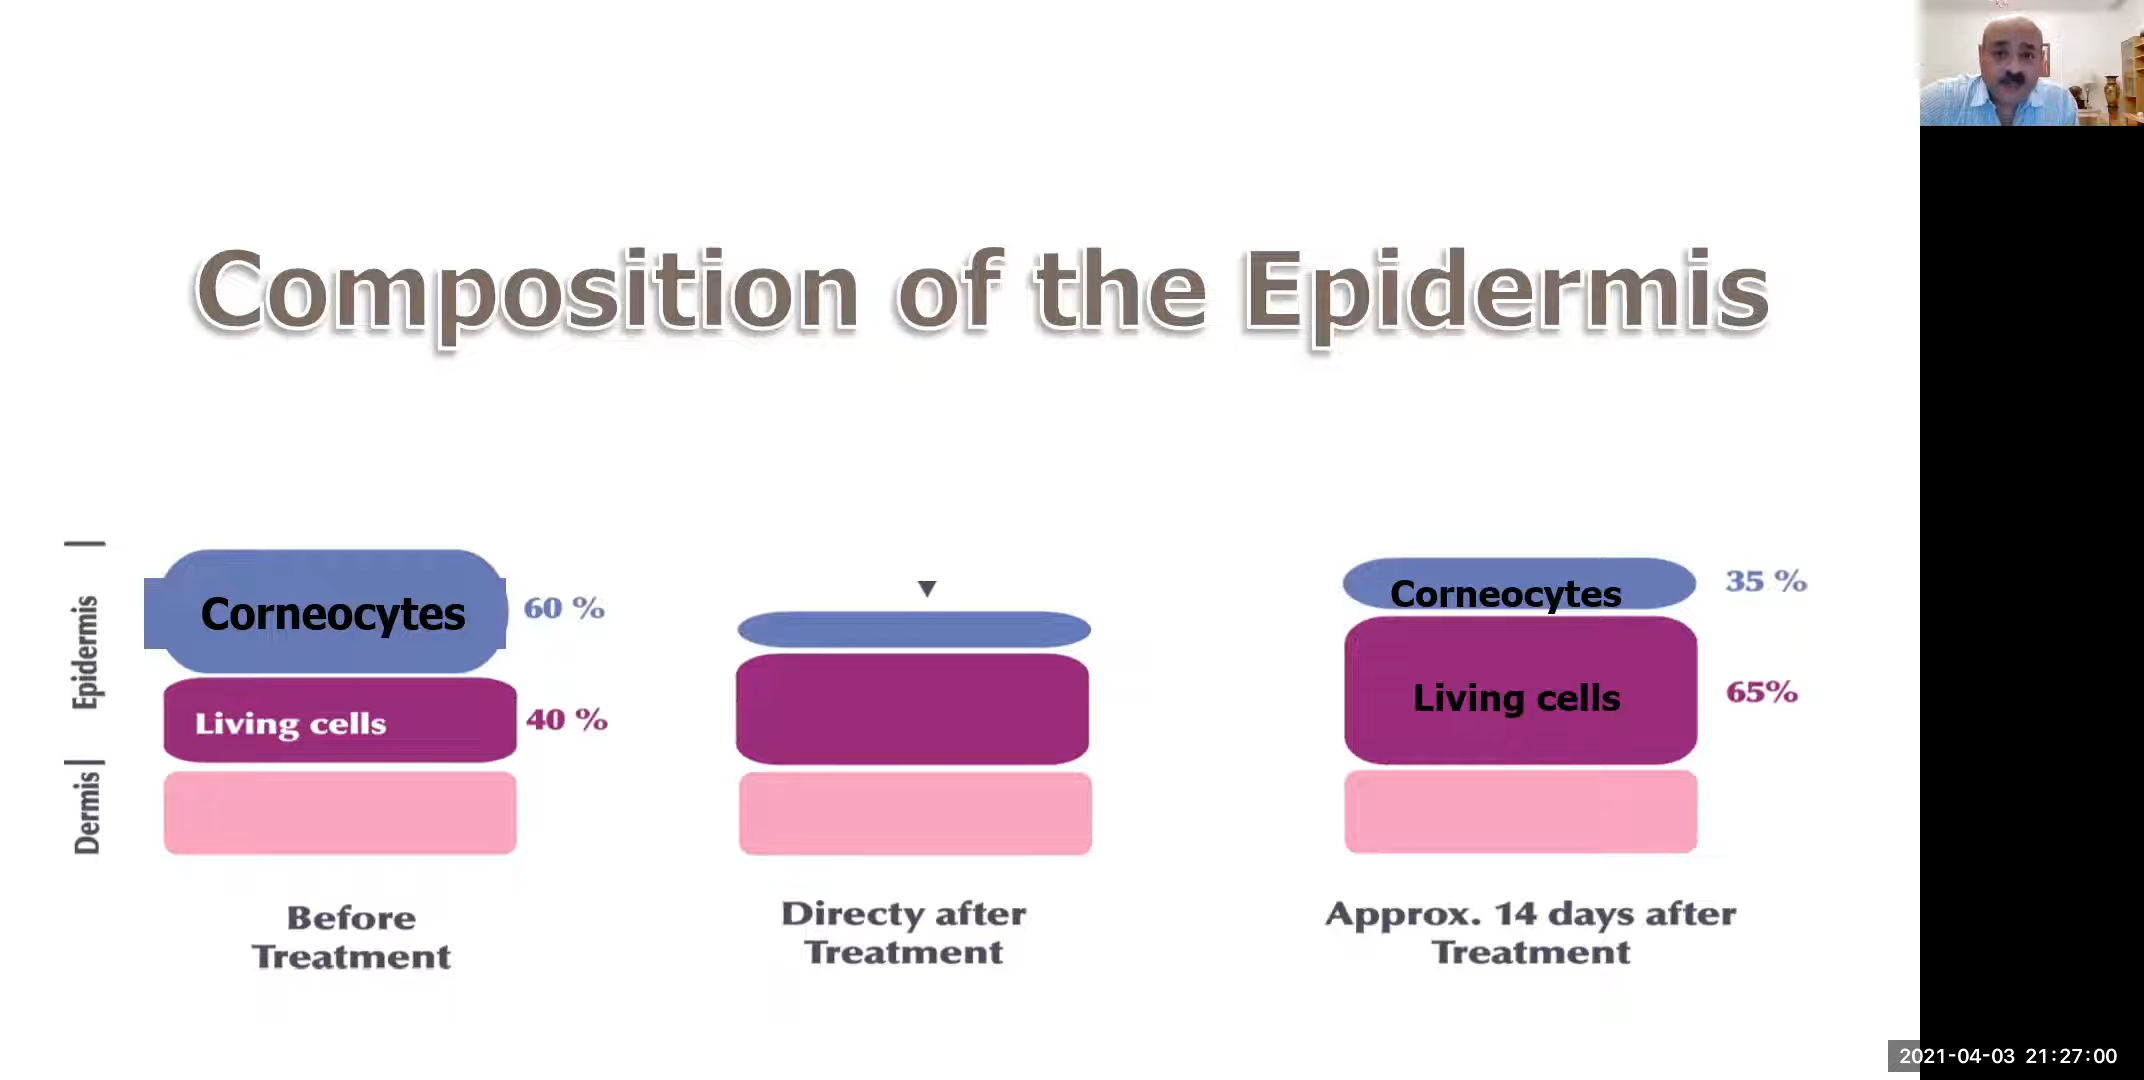 Composition of the Epidermis
Epidermis
Dermis
Corneocytes
60 %
Living cells
40 %
Before
Treatment
Directy after
Treatment
Corneocytes
35 %
Living cells
65%
Approx. 14 days after
Treatment
2021-04-03 21:27:00